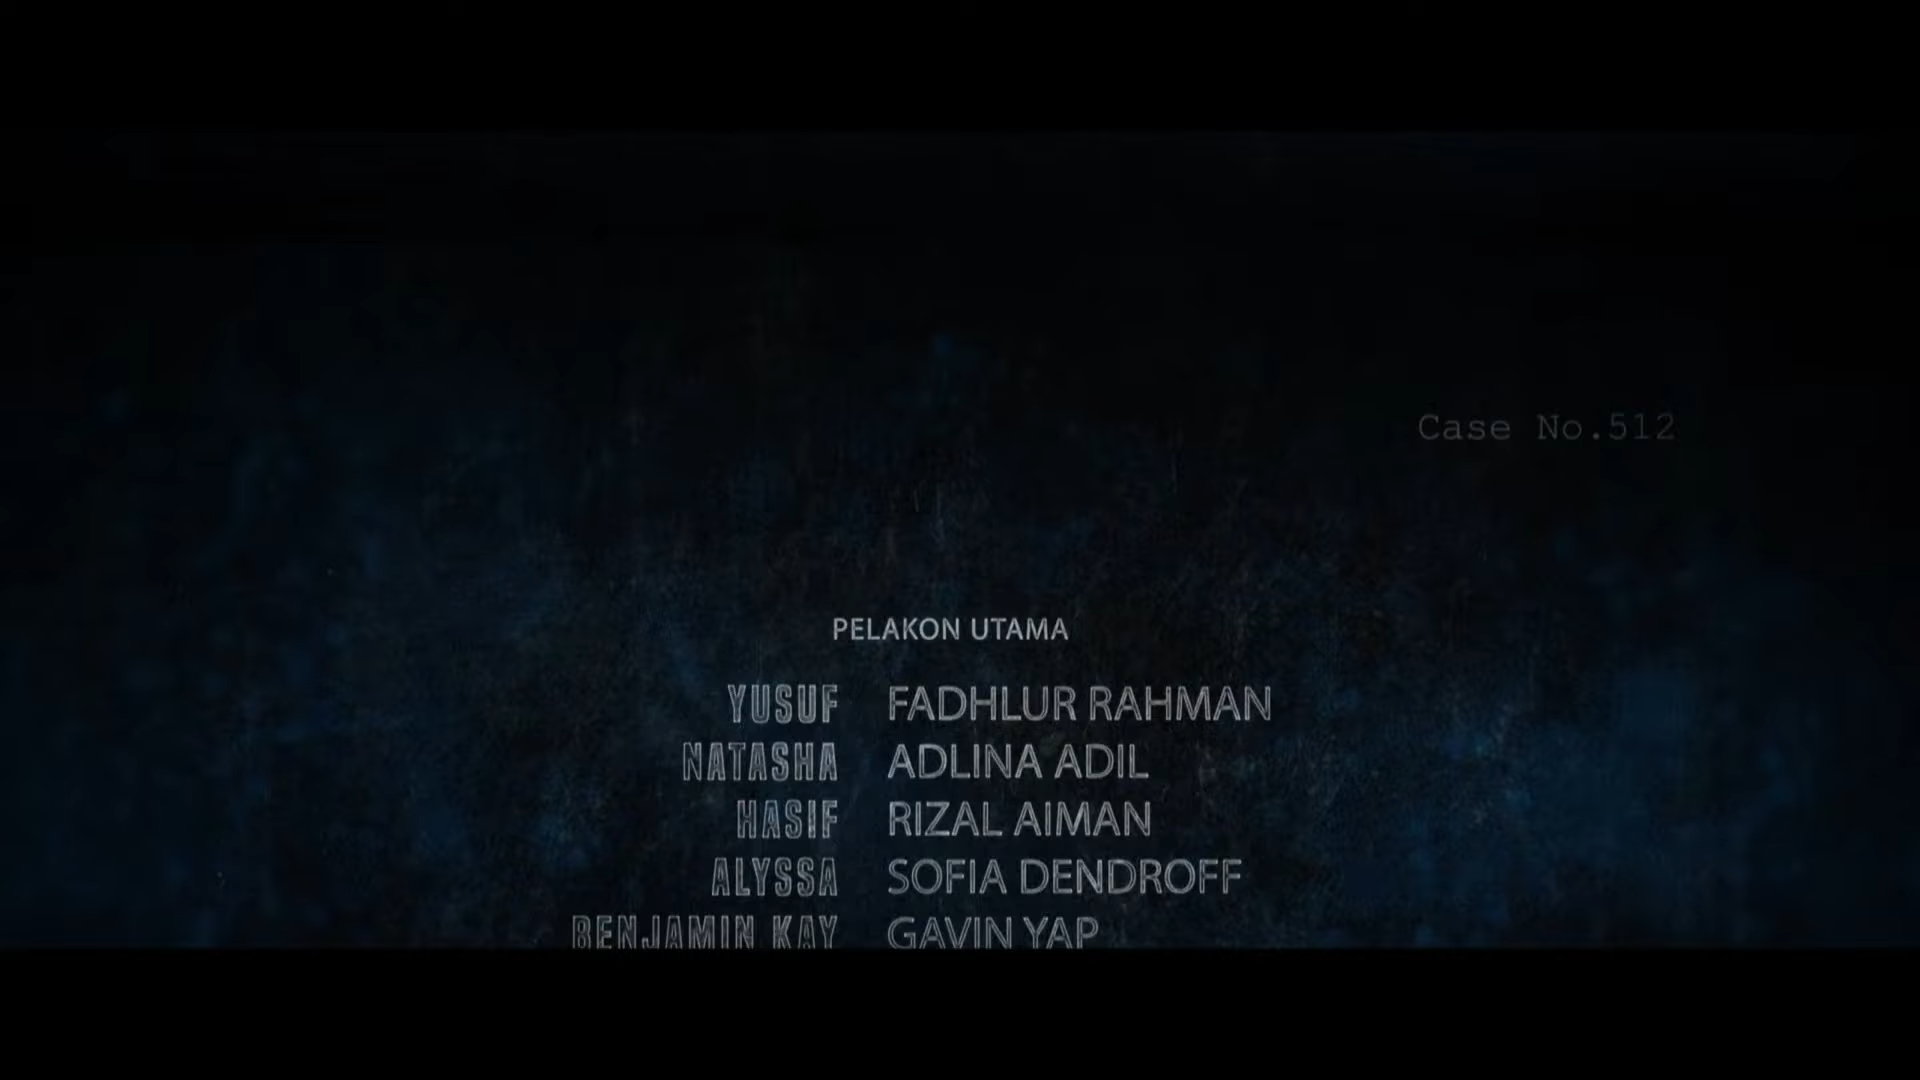 Case No.512
PELAKON UTAMA
YUSUF FADHLUR RAHMAN
NATASHA ADLINA ADIL
HASIF RIZAL AIMAN
ALYSSA SOFIA DENDROFF
BENJAMIN KAY GAVIN YAP